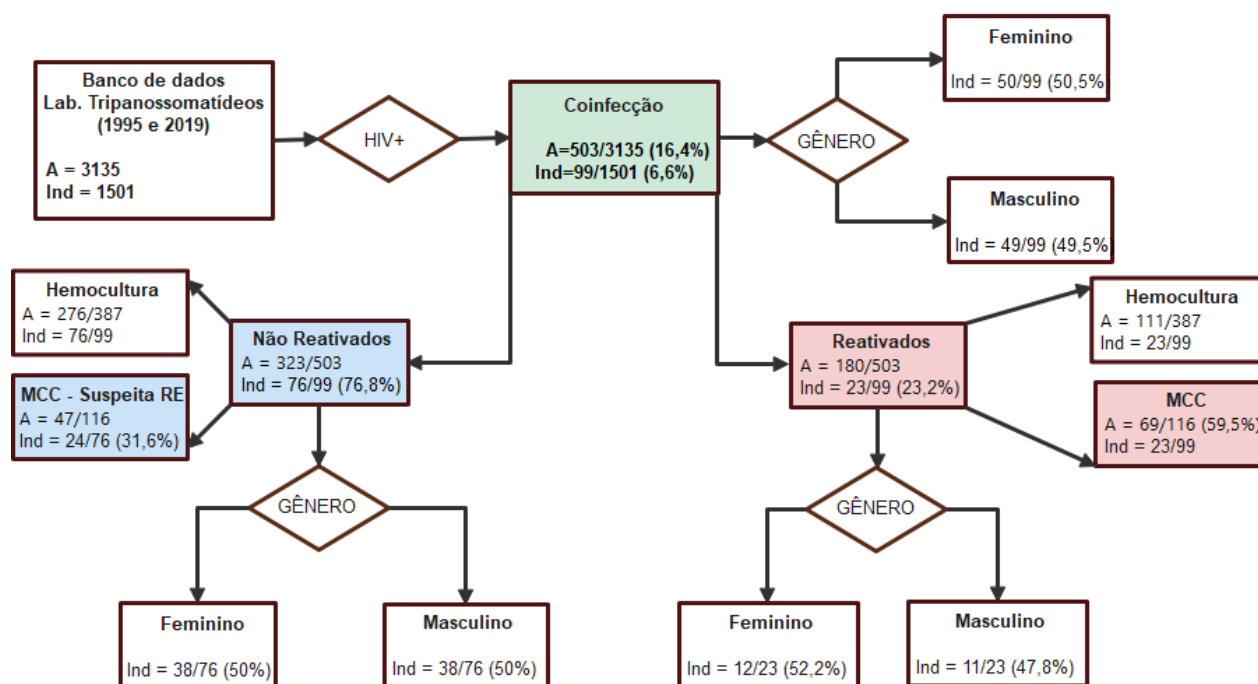 Banco de dados
Lab. Tripanossomatídeos
(1995 e 2019)
A = 3135
Ind = 1501
HIV+
Coinfecção
A=503/3135 (16,4%)
Ind=99/1501 (6,6%)
GÊNERO
Feminino
Ind = 50/99 (50,5%)
Masculino
Ind = 49/99 (49,5%)
Hemocultura
A = 276/387
Ind = 76/99
MCC - Suspeita RE
A = 47/116
Ind = 24/76 (31,6%)
Não Reativados
A = 323/503
Ind = 76/99 (76,8%)
GÊNERO
Feminino
Ind = 38/76 (50%)
Masculino
Ind = 38/76 (50%)
Reativados
A = 180/503
Ind = 23/99 (23,2%)
Hemocultura
A = 111/387
Ind = 23/99
MCC
A = 69/116 (59,5%)
Ind = 23/99
GÊNERO
Feminino
Ind = 12/23 (52,2%)
Masculino
Ind = 11/23 (47,8%)